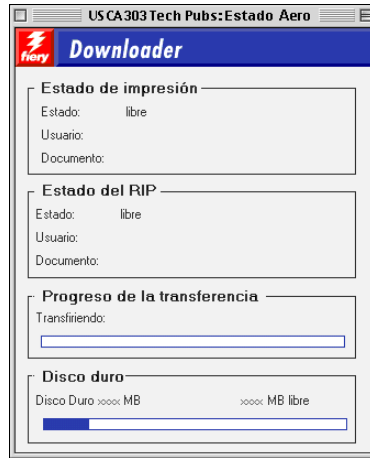 USCA303 Tech Pubs:Estado Aero
fiery Downloader
Estado de impresión
Estado: libre
Usuario:
Documento:
Estado del RIP
Estado: libre
Usuario:
Documento:
Progreso de la transferencia
Transfiriendo:
Disco duro
Disco Duro xxxx MB xxxx MB libre